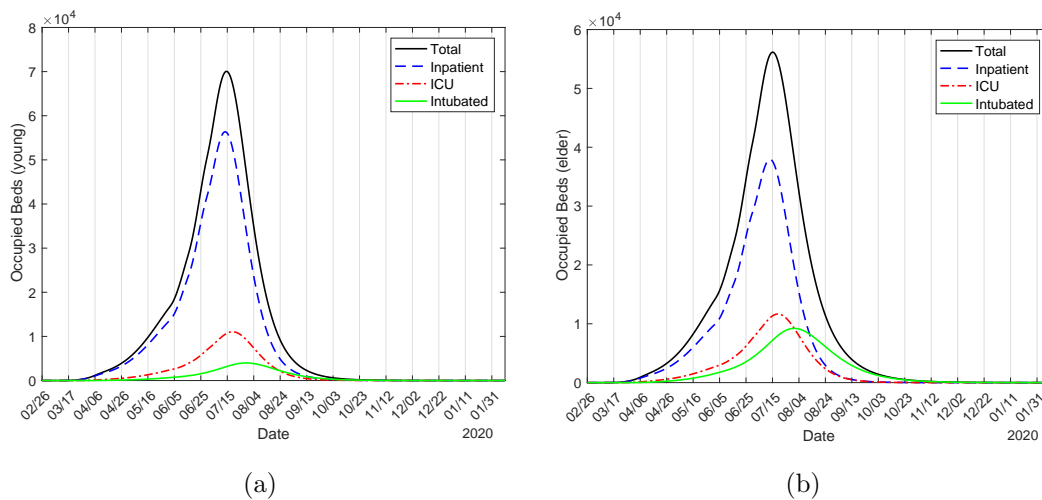 ×10⁴
8
7
6
5
4
3
2
1
0
Occupied Beds (young)
Total
Inpatient
ICU
Intubated
02/26 03/17 04/06 04/26 05/16 06/05 06/25 07/15 08/04 08/24 09/13 10/03 10/23 11/12 12/02 12/22 01/11 01/31
Date
2020
(a)
×10⁴
6
5
4
3
2
1
0
Occupied Beds (elder)
Total
Inpatient
ICU
Intubated
02/26 03/17 04/06 04/26 05/16 06/05 06/25 07/15 08/04 08/24 09/13 10/03 10/23 11/12 12/02 12/22 01/11 01/31
Date
2020
(b)